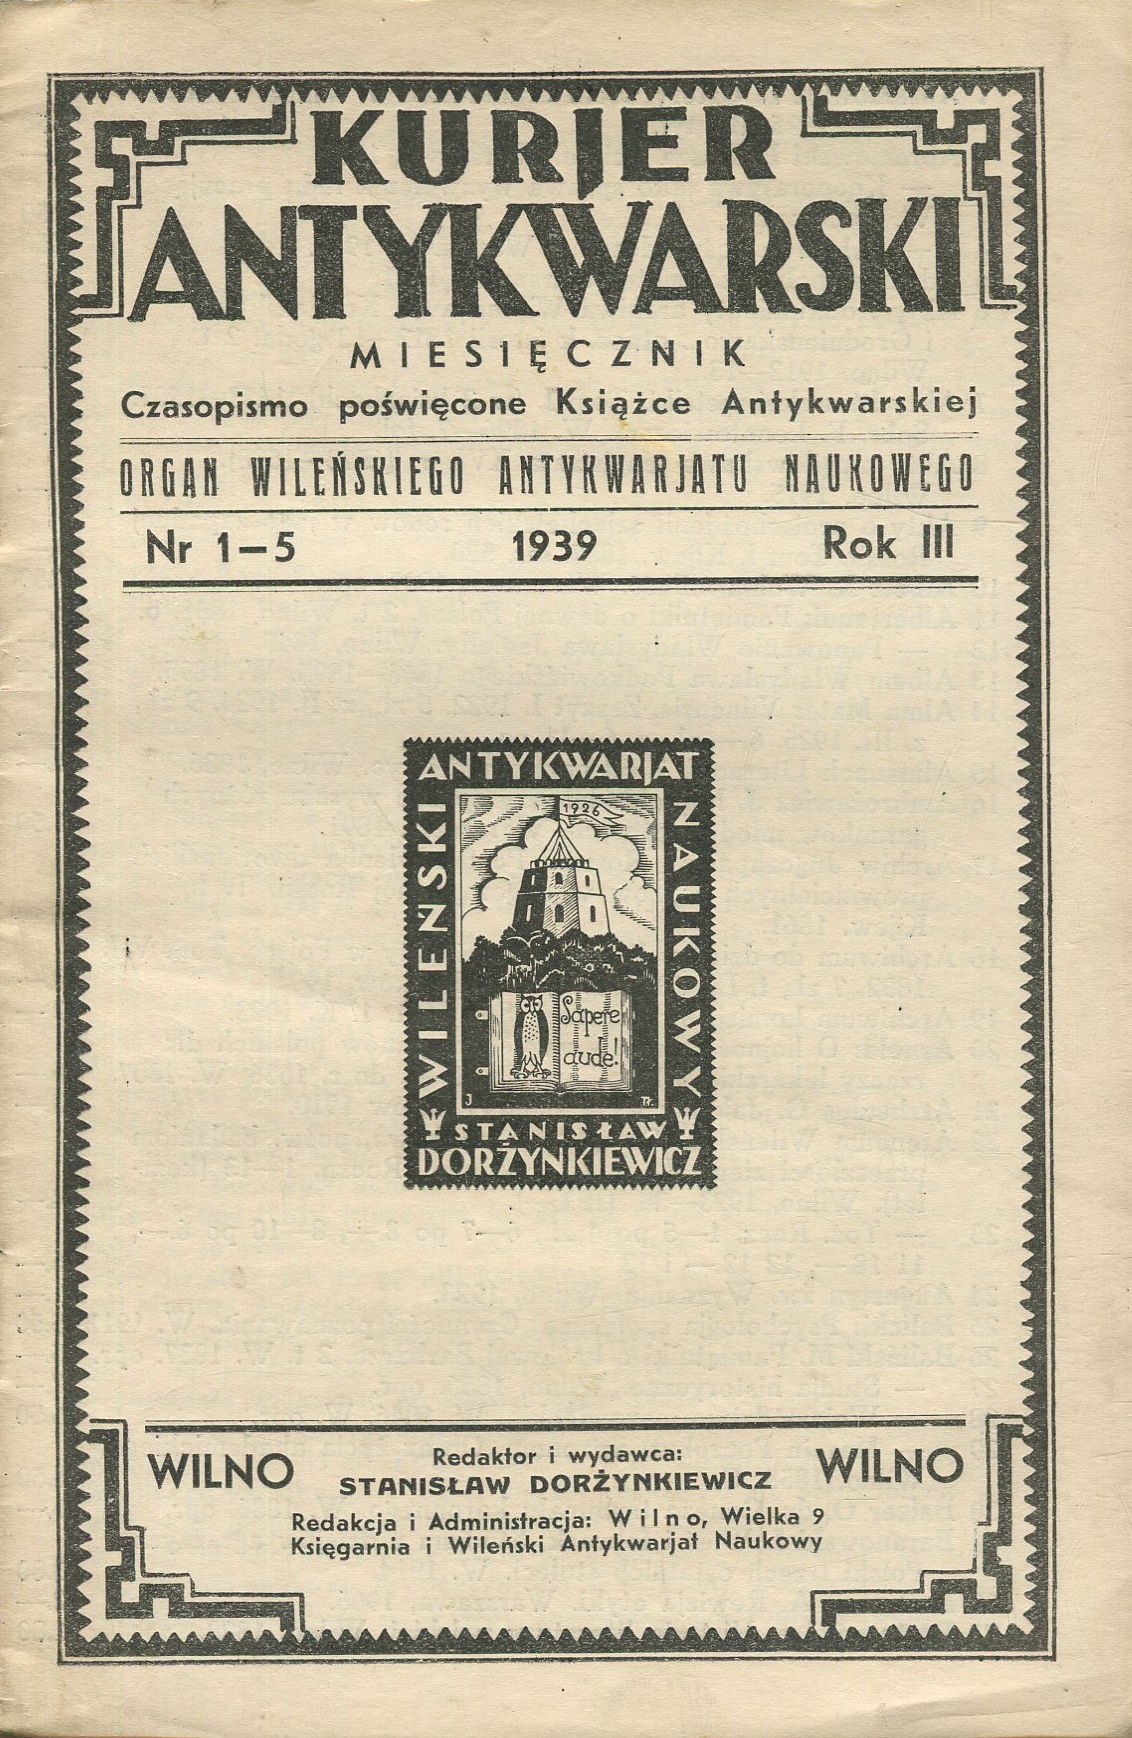 KURJER
ANTYKWARSKI
MIESIĘCZNIK
Czasopismo poświęcone Książce Antykwarskiej
ORGAN WILEŃSKIEGO ANTYKWARJATU NAUKOWEGO
Nr 1—5 1939 Rok III
ANTYKWARJAT
WILEŃSKI
NAUKOWY
1926
Sapere
aude!
J Tł.
STANISŁAW
DORŻYNKIEWICZ
WILNO
Redaktor i wydawca:
STANISŁAW DORŻYNKIEWICZ
WILNO
Redakcja i Administracja: Wilno, Wielka 9
Księgarnia i Wileński Antykwarjat Naukowy